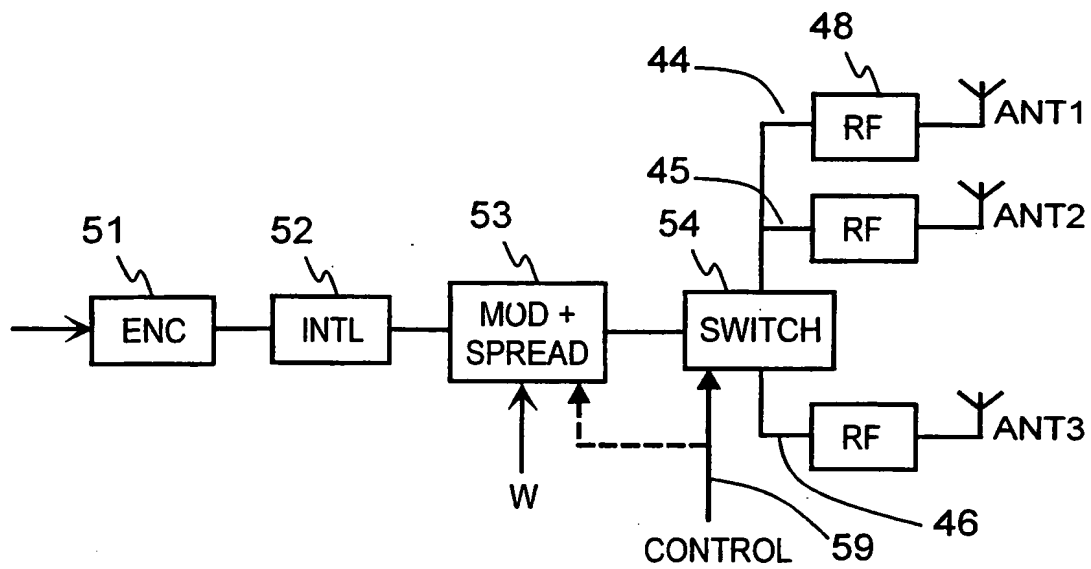 48
44
RF
ANT1
45
RF
ANT2
51
52
53
54
ENC
INTL
MOD +
SPREAD
SWITCH
RF
ANT3
W
46
59
CONTROL